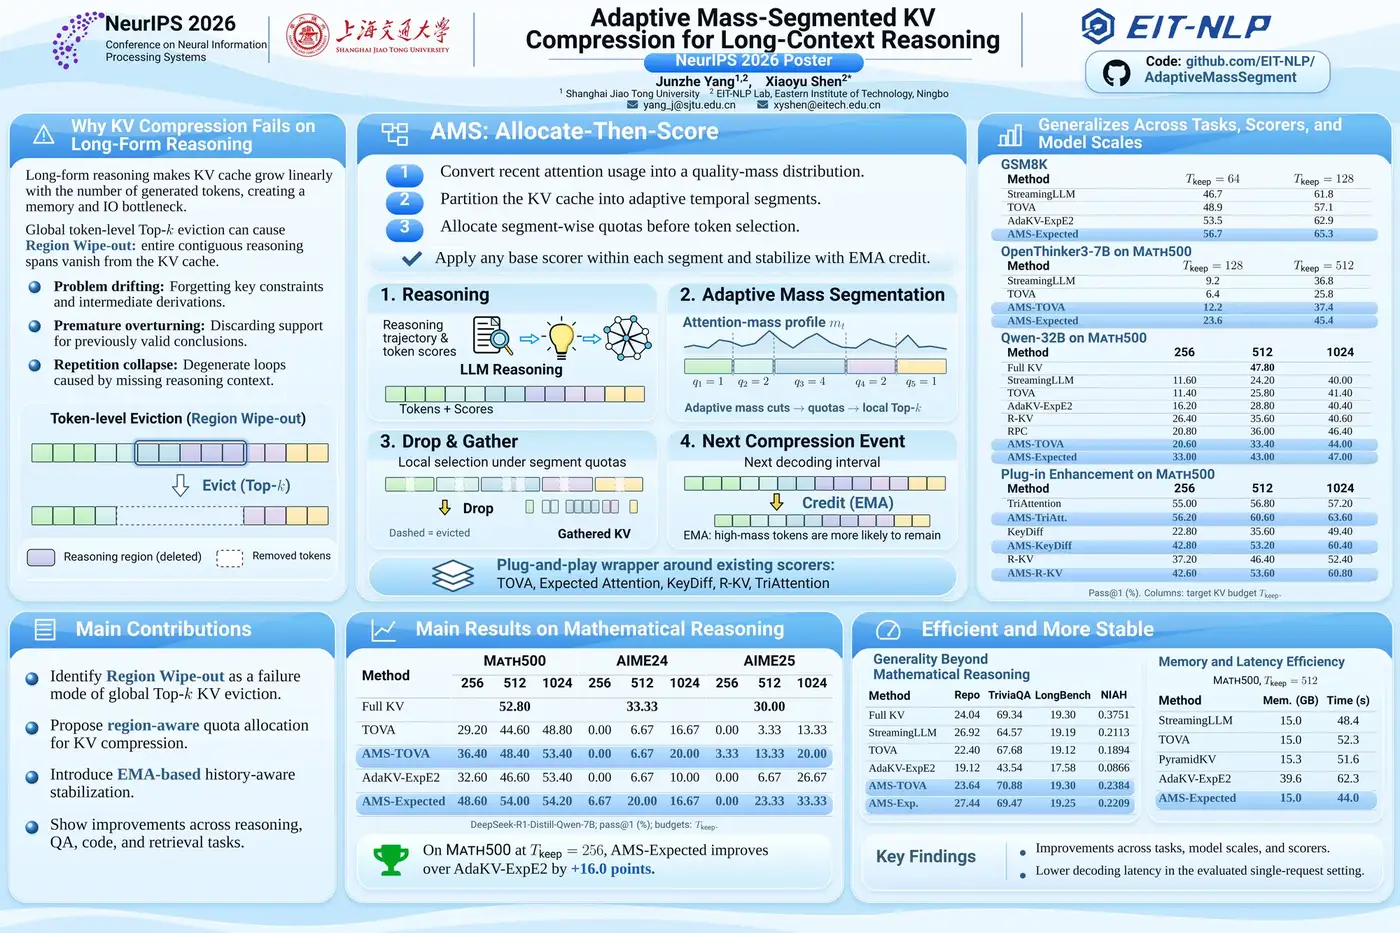 NeurIPS 2026
Conference on Neural Information
Processing Systems
上海交通大学
SHANGHAI JIAO TONG UNIVERSITY
Adaptive Mass-Segmented KV
Compression for Long-Context Reasoning
NeurIPS 2026 Poster
Junzhe Yang1,2, Xiaoyu Shen2*
1 Shanghai Jiao Tong University 2 EIT-NLP Lab, Eastern Institute of Technology, Ningbo
yang_j@sjtu.edu.cn xyshen@eitech.edu.cn
EIT-NLP
Code: github.com/EIT-NLP/
AdaptiveMassSegment
Why KV Compression Fails on
Long-Form Reasoning
Long-form reasoning makes KV cache grow linearly
with the number of generated tokens, creating a
memory and IO bottleneck.
Global token-level Top-k eviction can cause
Region Wipe-out: entire contiguous reasoning
spans vanish from the KV cache.
Problem drifting: Forgetting key constraints
and intermediate derivations.
Premature overturning: Discarding support
for previously valid conclusions.
Repetition collapse: Degenerate loops
caused by missing reasoning context.
Token-level Eviction (Region Wipe-out)
Evict (Top-k)
Reasoning region (deleted) Removed tokens
AMS: Allocate-Then-Score
1 Convert recent attention usage into a quality-mass distribution.
2 Partition the KV cache into adaptive temporal segments.
3 Allocate segment-wise quotas before token selection.
Apply any base scorer within each segment and stabilize with EMA credit.
1. Reasoning
Reasoning
trajectory &
token scores
LLM Reasoning
Tokens + Scores
2. Adaptive Mass Segmentation
Attention-mass profile mt
q1 = 1 q2 = 2 q3 = 4 q4 = 2 q5 = 1
Adaptive mass cuts → quotas → local Top-k
3. Drop & Gather
Local selection under segment quotas
Drop
Dashed = evicted Gathered KV
4. Next Compression Event
Next decoding interval
Credit (EMA)
EMA: high-mass tokens are more likely to remain
Plug-and-play wrapper around existing scorers:
TOVA, Expected Attention, KeyDiff, R-KV, TriAttention
Generalizes Across Tasks, Scorers, and
Model Scales
GSM8K
Method Tkeep = 64 Tkeep = 128
StreamingLLM 46.7 61.8
TOVA 48.9 57.1
AdaKV-ExpE2 53.5 62.9
AMS-Expected 56.7 65.3
OpenThinker3-7B on MATH500
Method Tkeep = 128 Tkeep = 512
StreamingLLM 9.2 36.8
TOVA 6.4 25.8
AMS-TOVA 12.2 37.4
AMS-Expected 23.6 45.4
Qwen-32B on MATH500
Method 256 512 1024
Full KV 47.80
StreamingLLM 11.60 24.20 40.00
TOVA 11.40 25.80 41.40
AdaKV-ExpE2 16.20 28.80 40.40
R-KV 26.40 35.60 40.60
RPC 20.80 36.00 46.40
AMS-TOVA 20.60 33.40 44.00
AMS-Expected 33.00 43.00 47.00
Plug-in Enhancement on MATH500
Method 256 512 1024
TriAttention 55.00 56.80 57.20
AMS-TriAtt. 56.20 60.60 63.60
KeyDiff 22.80 35.60 49.40
AMS-KeyDiff 42.80 53.20 60.40
R-KV 37.20 46.40 52.40
AMS-R-KV 42.60 53.60 60.80
Pass@1 (%). Columns: target KV budget Tkeep.
Main Contributions
Identify Region Wipe-out as a failure
mode of global Top-k KV eviction.
Propose region-aware quota allocation
for KV compression.
Introduce EMA-based history-aware
stabilization.
Show improvements across reasoning,
QA, code, and retrieval tasks.
Main Results on Mathematical Reasoning
MATH500 AIME24 AIME25
Method 256 512 1024 256 512 1024 256 512 1024
Full KV 52.80 33.33 30.00
TOVA 29.20 44.60 48.80 0.00 6.67 16.67 0.00 3.33 13.33
AMS-TOVA 36.40 48.40 53.40 0.00 6.67 20.00 3.33 13.33 20.00
AdaKV-ExpE2 32.60 46.60 53.40 0.00 6.67 10.00 0.00 6.67 26.67
AMS-Expected 48.60 54.00 54.20 6.67 20.00 16.67 0.00 23.33 33.33
DeepSeek-R1-Distill-Qwen-7B; pass@1 (%); budgets: Tkeep.
On MATH500 at Tkeep = 256, AMS-Expected improves
over AdaKV-ExpE2 by +16.0 points.
Efficient and More Stable
Generality Beyond
Mathematical Reasoning
Method Repo TriviaQA LongBench NIAH
Full KV 24.04 69.34 19.30 0.3751
StreamingLLM 26.92 64.57 19.19 0.2113
TOVA 22.40 67.68 19.12 0.1894
AdaKV-ExpE2 19.12 43.54 17.58 0.0866
AMS-TOVA 23.64 70.88 19.30 0.2384
AMS-Exp. 27.44 69.47 19.25 0.2209
Memory and Latency Efficiency
MATH500, Tkeep = 512
Method Mem. (GB) Time (s)
StreamingLLM 15.0 48.4
TOVA 15.0 52.3
PyramidKV 15.3 51.6
AdaKV-ExpE2 39.6 62.3
AMS-Expected 15.0 44.0
Key Findings
Improvements across tasks, model scales, and scorers.
Lower decoding latency in the evaluated single-request setting.